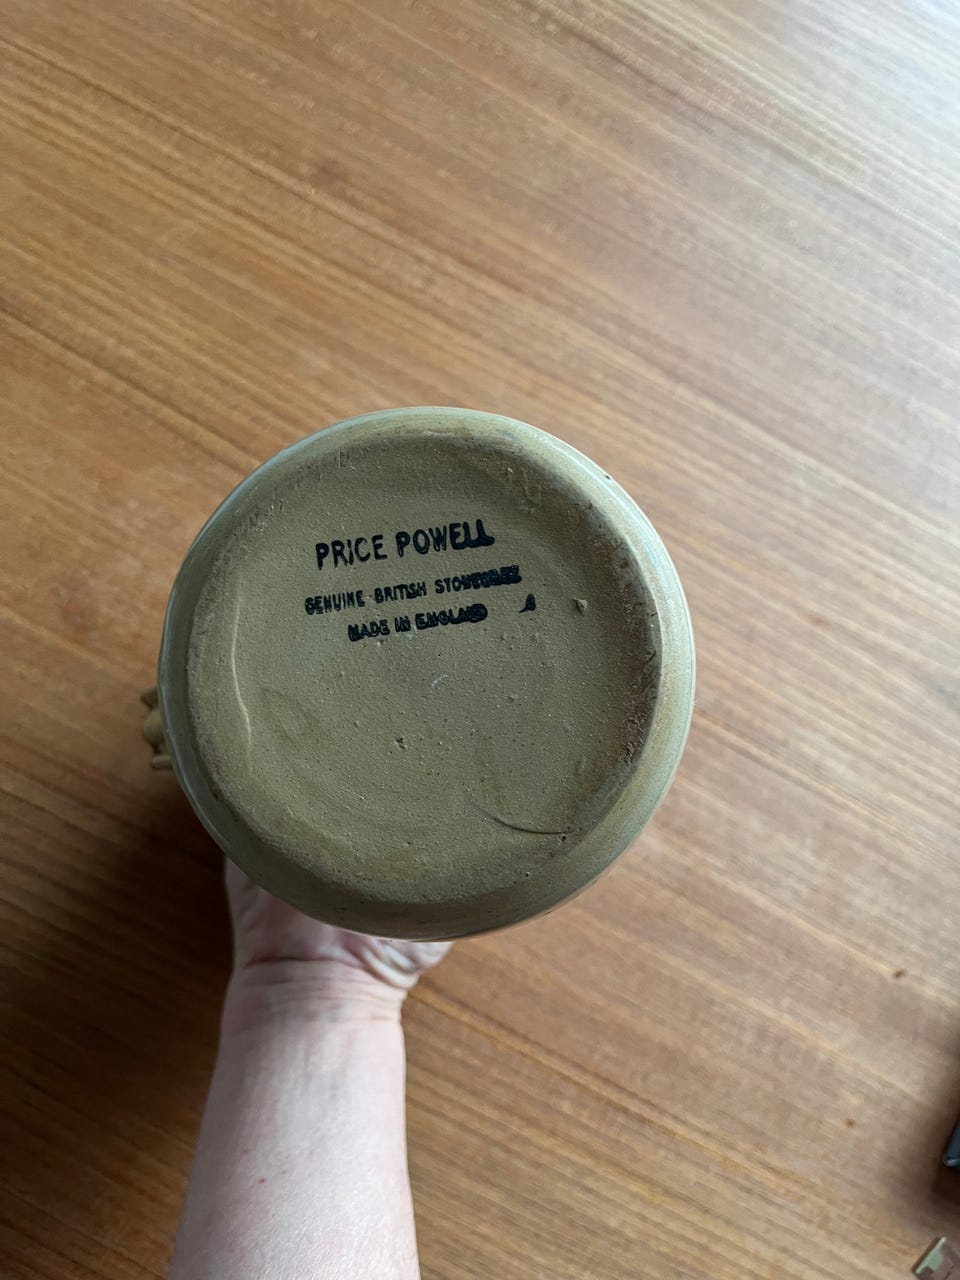 PRICE POWELL
GENUINE BRITISH STONEWARE
MADE IN ENGLAND